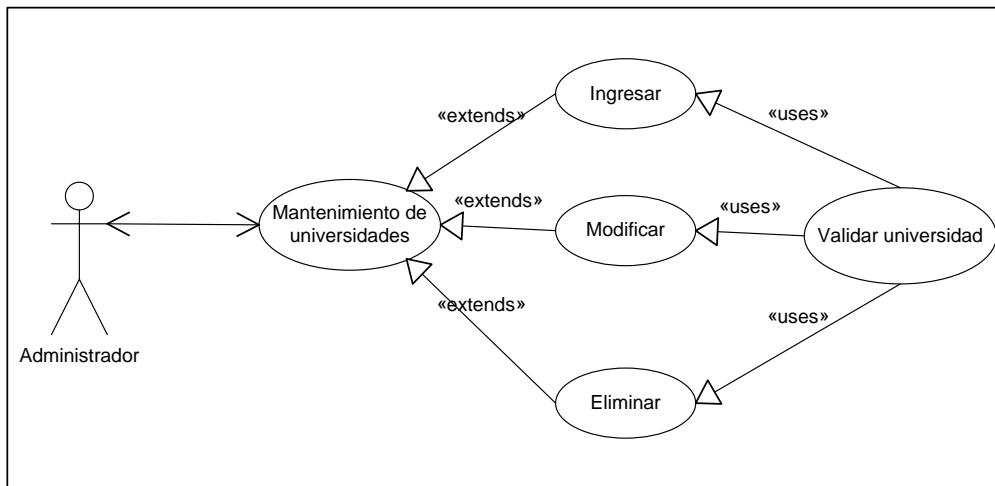 Ingresar
«extends»
«uses»
Mantenimiento de
universidades
«extends»
Modificar
«uses»
Validar universidad
«extends»
«uses»
Administrador
Eliminar